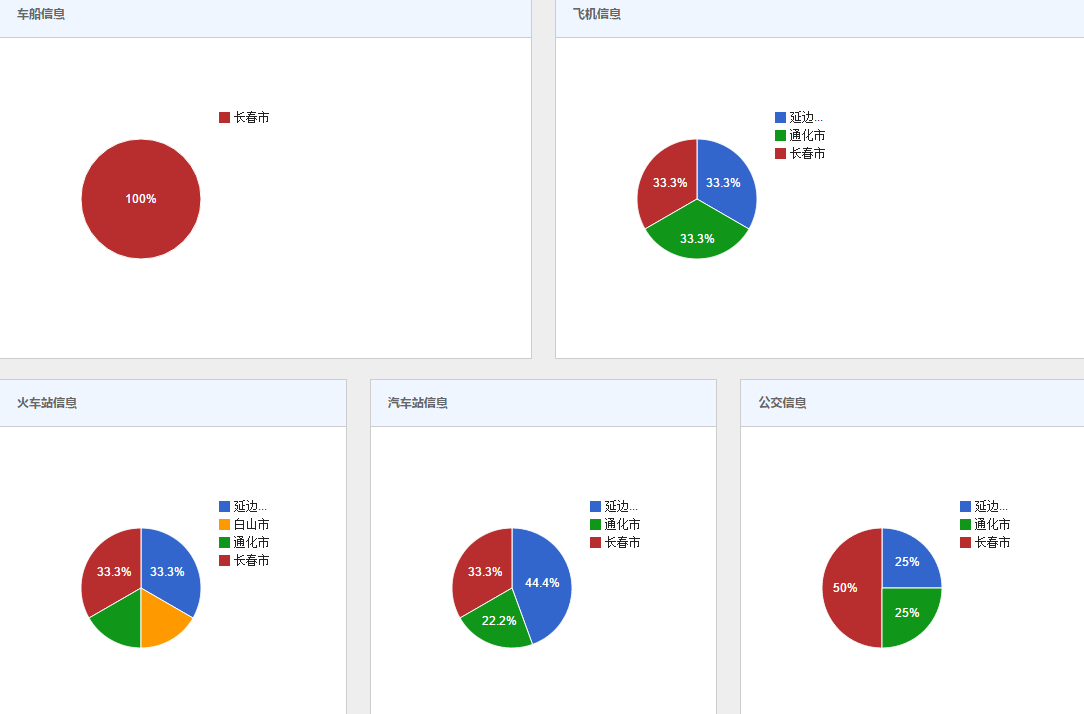 车船信息
长春市
100%
飞机信息
延边...
通化市
长春市
33.3%
33.3%
33.3%
火车站信息
延边...
白山市
通化市
长春市
33.3%
33.3%
汽车站信息
延边...
通化市
长春市
33.3%
44.4%
22.2%
公交信息
延边...
通化市
长春市
25%
50%
25%